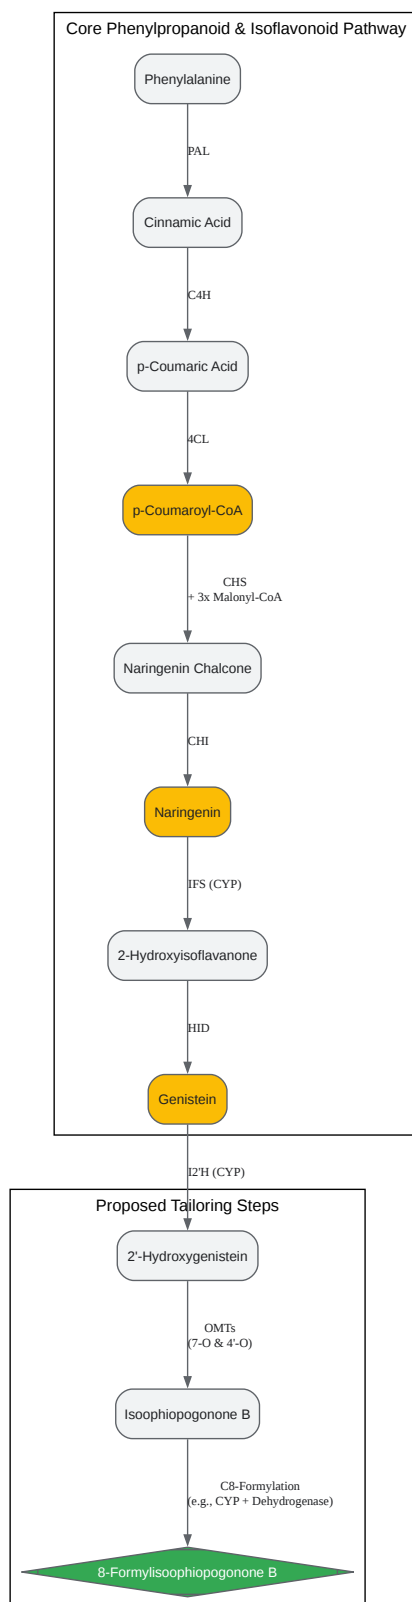 Core Phenylpropanoid & Isoflavonoid Pathway
Phenylalanine
PAL
Cinnamic Acid
C4H
p-Coumaric Acid
4CL
p-Coumaroyl-CoA
CHS
+ 3x Malonyl-CoA
Naringenin Chalcone
CHI
Naringenin
IFS (CYP)
2-Hydroxyisoflavanone
HID
Genistein
I2'H (CYP)
Proposed Tailoring Steps
2'-Hydroxygenistein
OMTs
(7-O & 4'-O)
Isoophiopogonone B
C8-Formylation
(e.g., CYP + Dehydrogenase)
8-Formylisoophiopogonone B